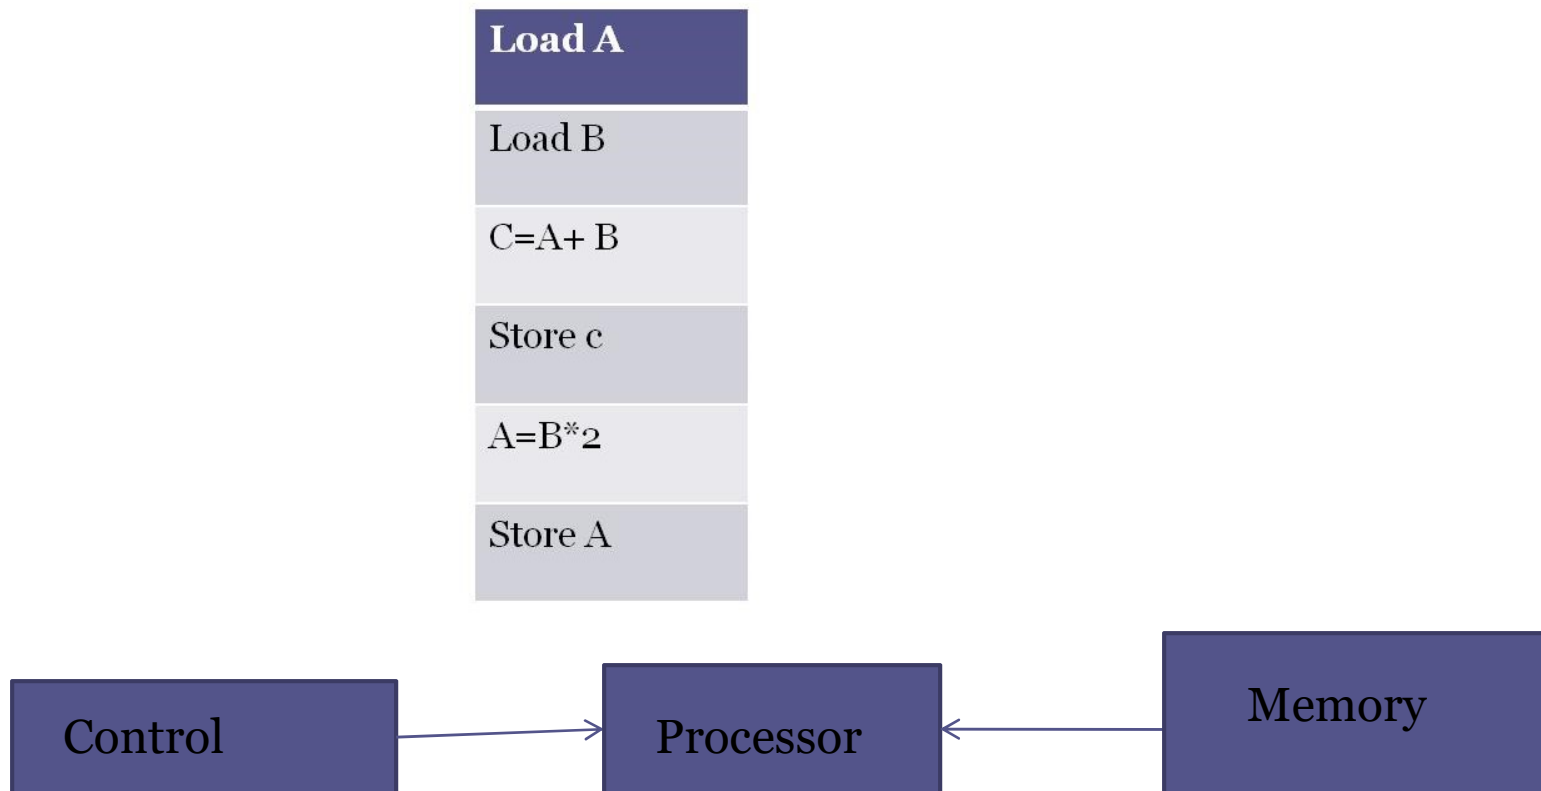 Load A
Load B
C=A+ B
Store c
A=B*2
Store A
Control
Processor
Memory